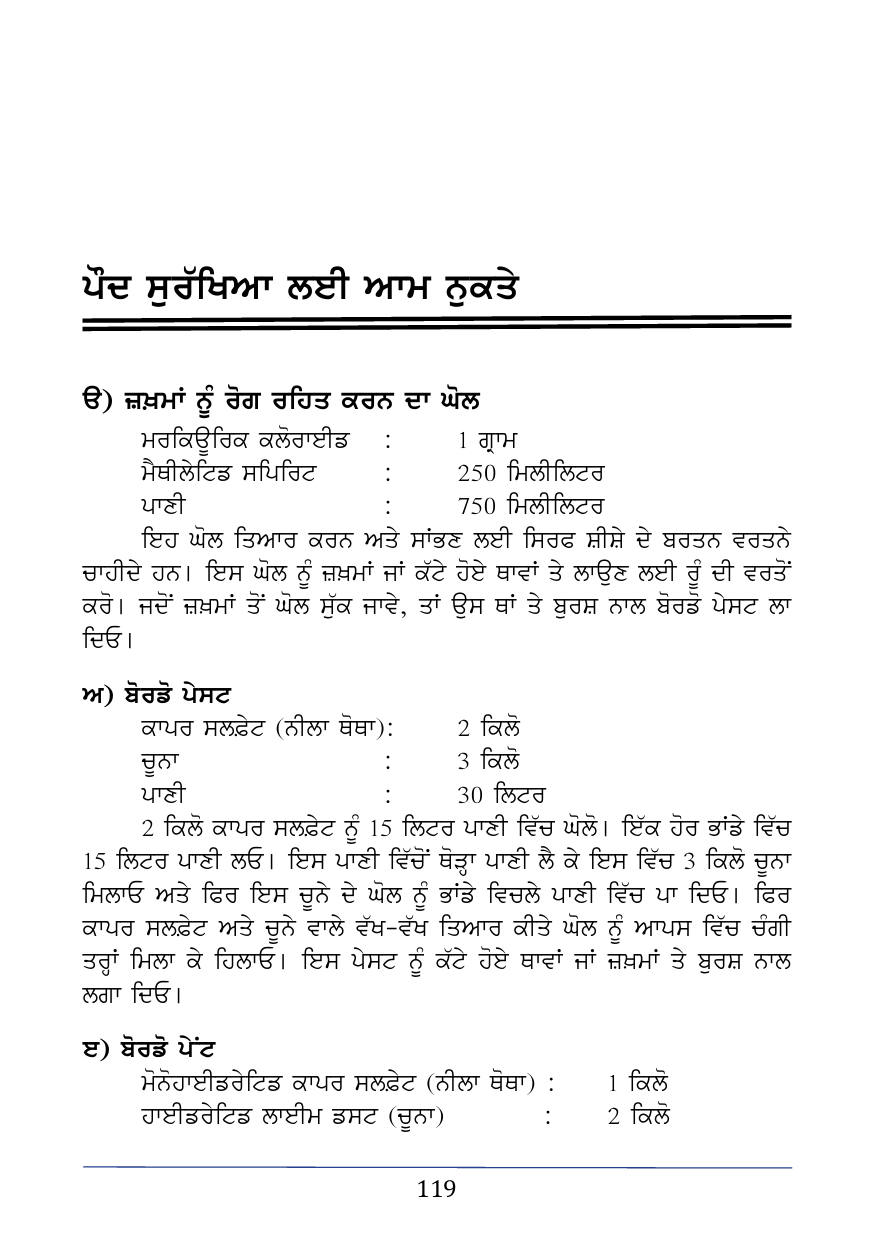 ਪੌਦ ਸੁਰੱਖਿਆ ਲਈ ਆਮ ਨੁਕਤੇ
ੳ) ਜ਼ਖ਼ਮਾਂ ਨੂੰ ਰੋਗ ਰਹਿਤ ਕਰਨ ਦਾ ਘੋਲ
ਮਰਕਿਊਰਿਕ ਕਲੋਰਾਈਡ : 1 ਗ੍ਰਾਮ
ਮੈਥੀਲੇਟਿਡ ਸਪਿਰਿਟ : 250 ਮਿਲੀਲਿਟਰ
ਪਾਣੀ : 750 ਮਿਲੀਲਿਟਰ
ਇਹ ਘੋਲ ਤਿਆਰ ਕਰਨ ਅਤੇ ਸਾਂਭਣ ਲਈ ਸਿਰਫ ਸ਼ੀਸ਼ੇ ਦੇ ਬਰਤਨ ਵਰਤਨੇ
ਚਾਹੀਦੇ ਹਨ। ਇਸ ਘੋਲ ਨੂੰ ਜ਼ਖ਼ਮਾਂ ਜਾਂ ਕੱਟੇ ਹੋਏ ਥਾਵਾਂ ਤੇ ਲਾਉਣ ਲਈ ਰੂੰ ਦੀ ਵਰਤੋਂ
ਕਰੋ। ਜਦੋਂ ਜ਼ਖ਼ਮਾਂ ਤੋਂ ਘੋਲ ਸੁੱਕ ਜਾਵੇ, ਤਾਂ ਉਸ ਥਾਂ ਤੇ ਬੁਰਸ਼ ਨਾਲ ਬੋਰਡੋ ਪੇਸਟ ਲਾ
ਦਿਓ।
ਅ) ਬੋਰਡੋ ਪੇਸਟ
ਕਾਪਰ ਸਲਫ਼ੇਟ (ਨੀਲਾ ਥੋਥਾ): 2 ਕਿਲੋ
ਚੂਨਾ : 3 ਕਿਲੋ
ਪਾਣੀ : 30 ਲਿਟਰ
2 ਕਿਲੋ ਕਾਪਰ ਸਲਫ਼ੇਟ ਨੂੰ 15 ਲਿਟਰ ਪਾਣੀ ਵਿੱਚ ਘੋਲੋ। ਇੱਕ ਹੋਰ ਭਾਂਡੇ ਵਿੱਚ
15 ਲਿਟਰ ਪਾਣੀ ਲਓ। ਇਸ ਪਾਣੀ ਵਿੱਚੋਂ ਥੋੜ੍ਹਾ ਪਾਣੀ ਲੈ ਕੇ ਇਸ ਵਿੱਚ 3 ਕਿਲੋ ਚੂਨਾ
ਮਿਲਾਓ ਅਤੇ ਫਿਰ ਇਸ ਚੂਨੇ ਦੇ ਘੋਲ ਨੂੰ ਭਾਂਡੇ ਵਿਚਲੇ ਪਾਣੀ ਵਿੱਚ ਪਾ ਦਿਓ। ਫਿਰ
ਕਾਪਰ ਸਲਫ਼ੇਟ ਅਤੇ ਚੂਨੇ ਵਾਲੇ ਵੱਖ-ਵੱਖ ਤਿਆਰ ਕੀਤੇ ਘੋਲ ਨੂੰ ਆਪਸ ਵਿੱਚ ਚੰਗੀ
ਤਰ੍ਹਾਂ ਮਿਲਾ ਕੇ ਹਿਲਾਓ। ਇਸ ਪੇਸਟ ਨੂੰ ਕੱਟੇ ਹੋਏ ਥਾਵਾਂ ਜਾਂ ਜ਼ਖ਼ਮਾਂ ਤੇ ਬੁਰਸ਼ ਨਾਲ
ਲਗਾ ਦਿਓ।
ੲ) ਬੋਰਡੋ ਪੇਂਟ
ਮੋਨੋਹਾਈਡਰੇਟਿਡ ਕਾਪਰ ਸਲਫ਼ੇਟ (ਨੀਲਾ ਥੋਥਾ) : 1 ਕਿਲੋ
ਹਾਈਡਰੇਟਿਡ ਲਾਈਮ ਡਸਟ (ਚੂਨਾ) : 2 ਕਿਲੋ
119